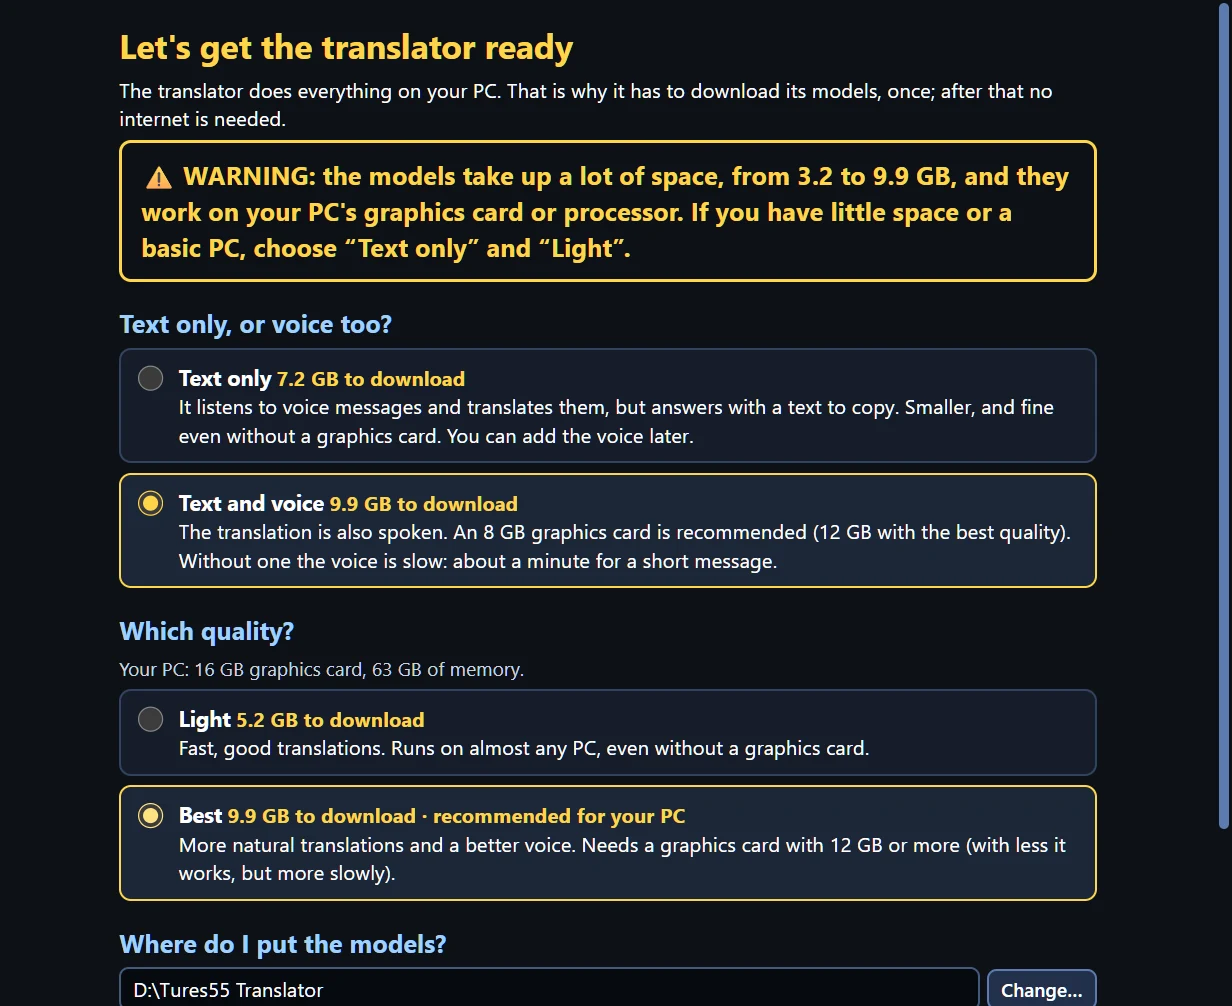 Let's get the translator ready
The translator does everything on your PC. That is why it has to download its models, once; after that no
internet is needed.
⚠ WARNING: the models take up a lot of space, from 3.2 to 9.9 GB, and they
work on your PC's graphics card or processor. If you have little space or a
basic PC, choose “Text only” and “Light”.
Text only, or voice too?
Text only 7.2 GB to download
It listens to voice messages and translates them, but answers with a text to copy. Smaller, and fine
even without a graphics card. You can add the voice later.
Text and voice 9.9 GB to download
The translation is also spoken. An 8 GB graphics card is recommended (12 GB with the best quality).
Without one the voice is slow: about a minute for a short message.
Which quality?
Your PC: 16 GB graphics card, 63 GB of memory.
Light 5.2 GB to download
Fast, good translations. Runs on almost any PC, even without a graphics card.
Best 9.9 GB to download · recommended for your PC
More natural translations and a better voice. Needs a graphics card with 12 GB or more (with less it
works, but more slowly).
Where do I put the models?
D:\Tures55 Translator
Change...